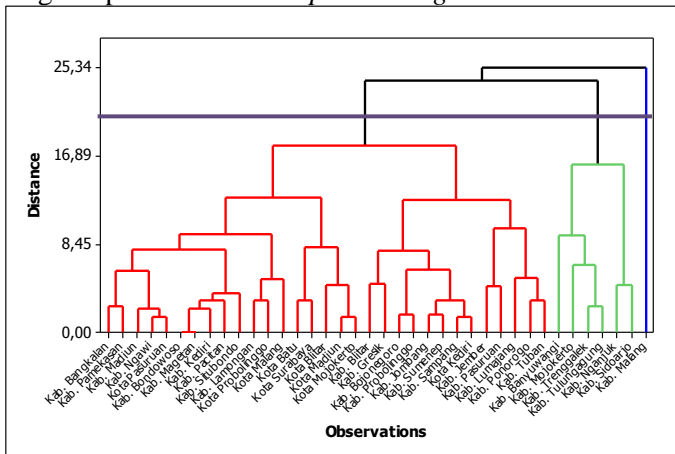 25,34
16,89
8,45
0,00
Distance
Kab. Bangkalan
Kab. Pamekasan
Kab. Madiun
Kab. Ngawi
Kota Pasuruan
Kab. Bondowoso
Kab. Magetan
Kab. Kediri
Kab. Pacitan
Kab. Situbondo
Kab. Lamongan
Kota Probolinggo
Kota Malang
Kota Batu
Kota Surabaya
Kota Blitar
Kota Madiun
Kota Mojokerto
Kab. Blitar
Kab. Gresik
Kab. Bojonegoro
Kab. Probolinggo
Kab. Jombang
Kab. Sumenep
Kab. Sampang
Kota Kediri
Kab. Jember
Kab. Pasuruan
Kab. Lumajang
Kab. Ponorogo
Kab. Tuban
Kab. Banyuwangi
Kab. Mojokerto
Kab. Trenggalek
Kab. Tulungagung
Kab. Nganjuk
Kab. Sidoarjo
Kab. Malang
Observations